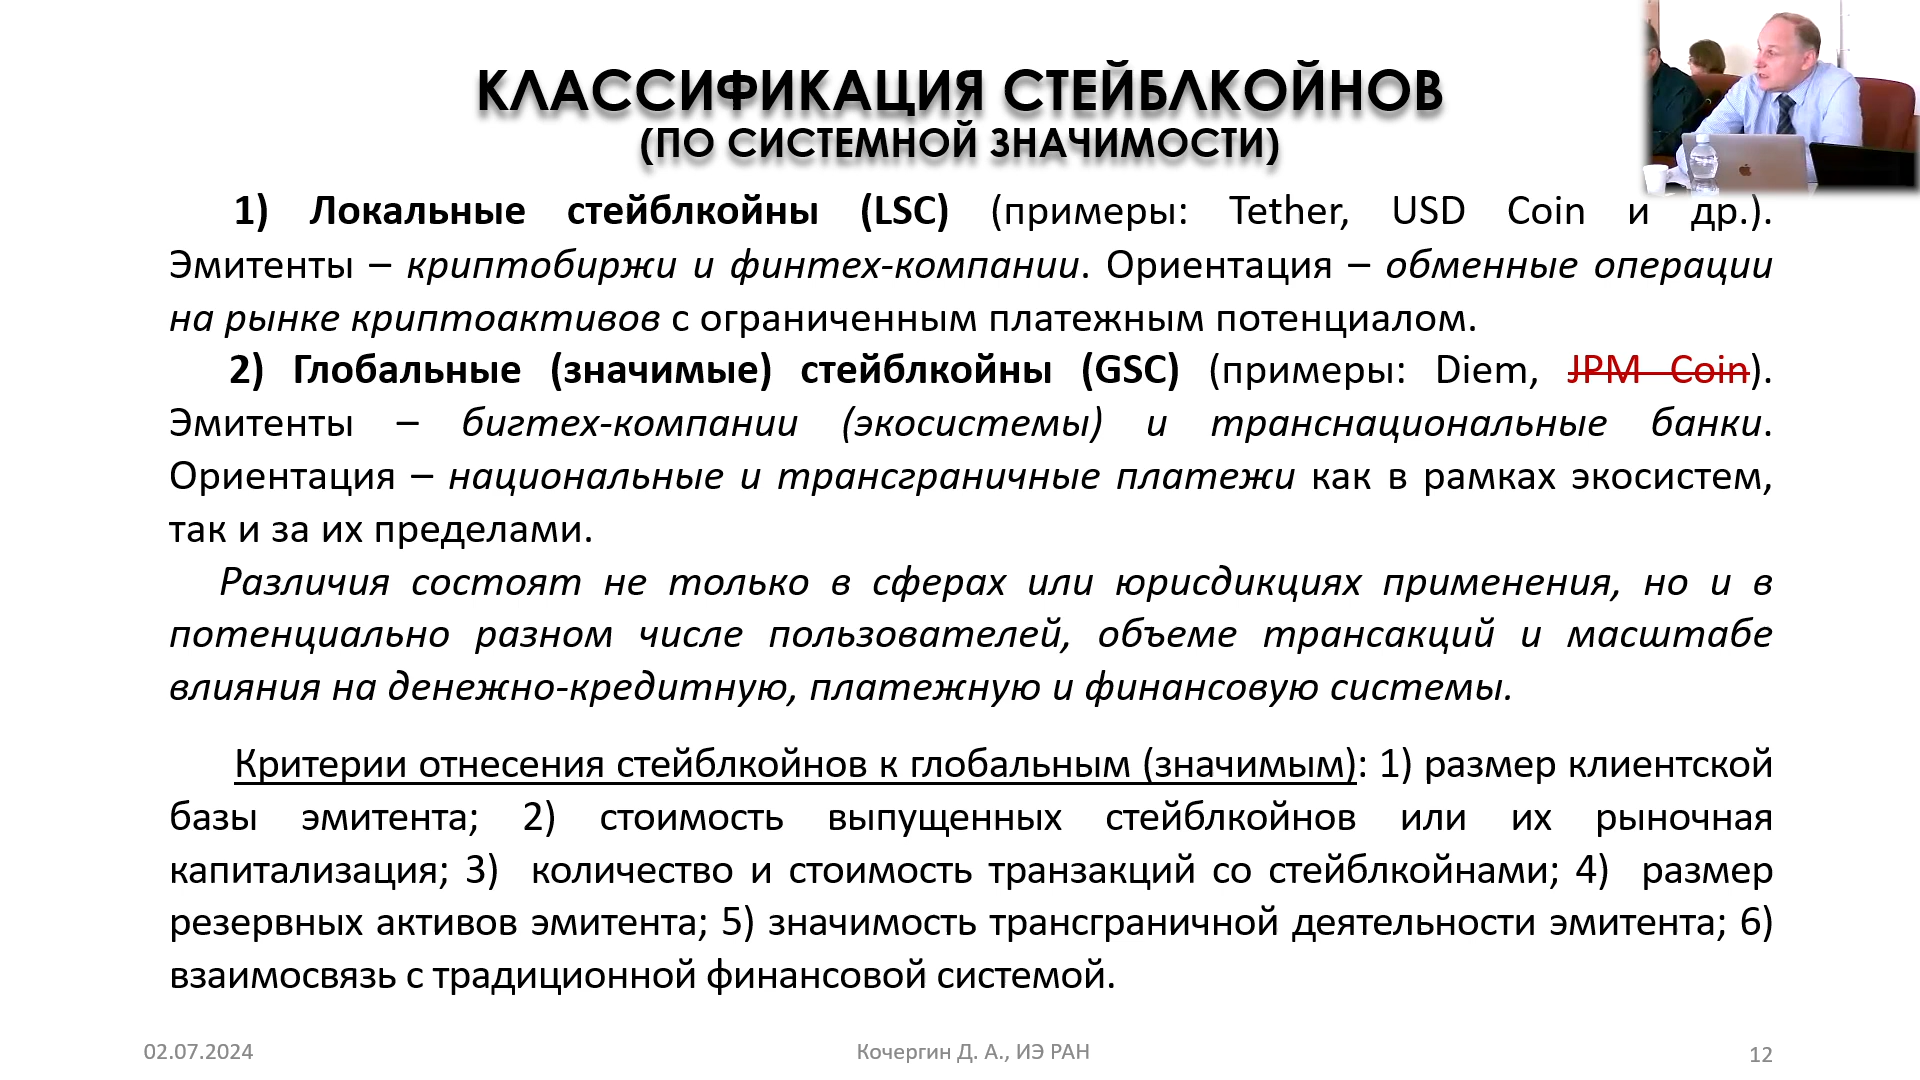 КЛАССИФИКАЦИЯ СТЕЙБЛКОЙНОВ
(ПО СИСТЕМНОЙ ЗНАЧИМОСТИ)
1) Локальные стейблкойны (LSC) (примеры: Tether, USD Coin и др.).
Эмитенты – криптобиржи и финтех-компании. Ориентация – обменные операции
на рынке криптоактивов с ограниченным платежным потенциалом.
2) Глобальные (значимые) стейблкойны (GSC) (примеры: Diem, JPM Coin).
Эмитенты – бигтех-компании (экосистемы) и транснациональные банки.
Ориентация – национальные и трансграничные платежи как в рамках экосистем,
так и за их пределами.
Различия состоят не только в сферах или юрисдикциях применения, но и в
потенциально разном числе пользователей, объеме трансакций и масштабе
влияния на денежно-кредитную, платежную и финансовую системы.
Критерии отнесения стейблкойнов к глобальным (значимым): 1) размер клиентской
базы эмитента; 2) стоимость выпущенных стейблкойнов или их рыночная
капитализация; 3) количество и стоимость транзакций со стейблкойнами; 4) размер
резервных активов эмитента; 5) значимость трансграничной деятельности эмитента; 6)
взаимосвязь с традиционной финансовой системой.
02.07.2024
Кочергин Д. А., ИЭ РАН
12